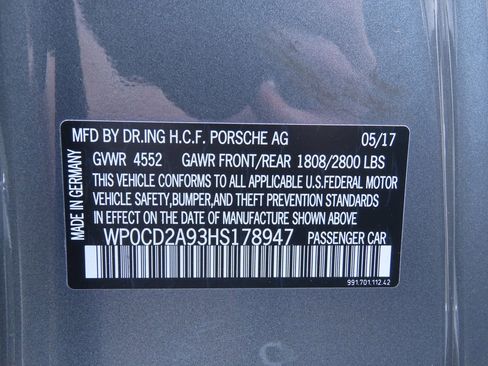 MFD BY DR.ING H.C.F. PORSCHE AG 05/17
GVWR 4552 GAWR FRONT/REAR 1808/2800 LBS
THIS VEHICLE CONFORMS TO ALL APPLICABLE U.S.FEDERAL MOTOR
VEHICLE SAFETY,BUMPER,AND THEFT PREVENTION STANDARDS
IN EFFECT ON THE DATE OF MANUFACTURE SHOWN ABOVE.
WP0CD2A93HS178947 PASSENGER CAR
MADE IN GERMANY
991.701.112.42